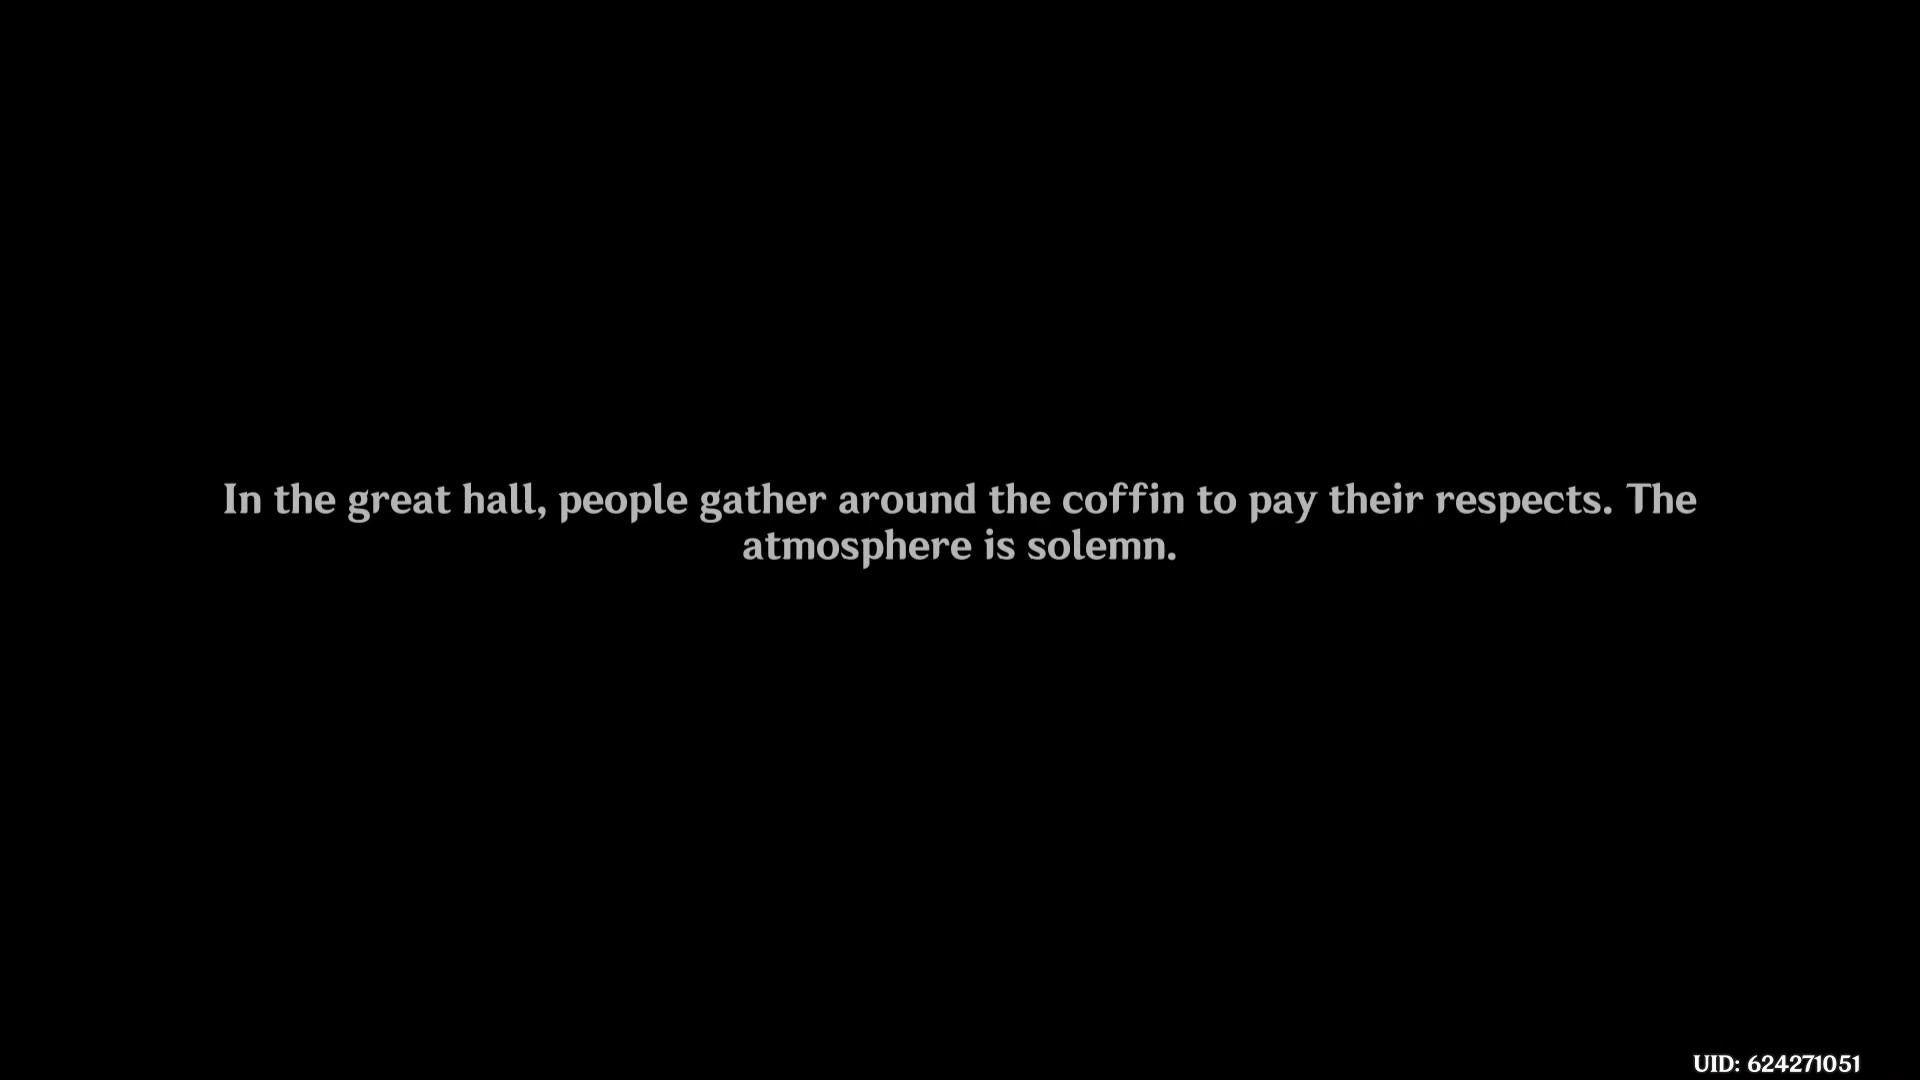 In the great hall, people gather around the coffin to pay their respects. The
atmosphere is solemn.
UID: 624271051